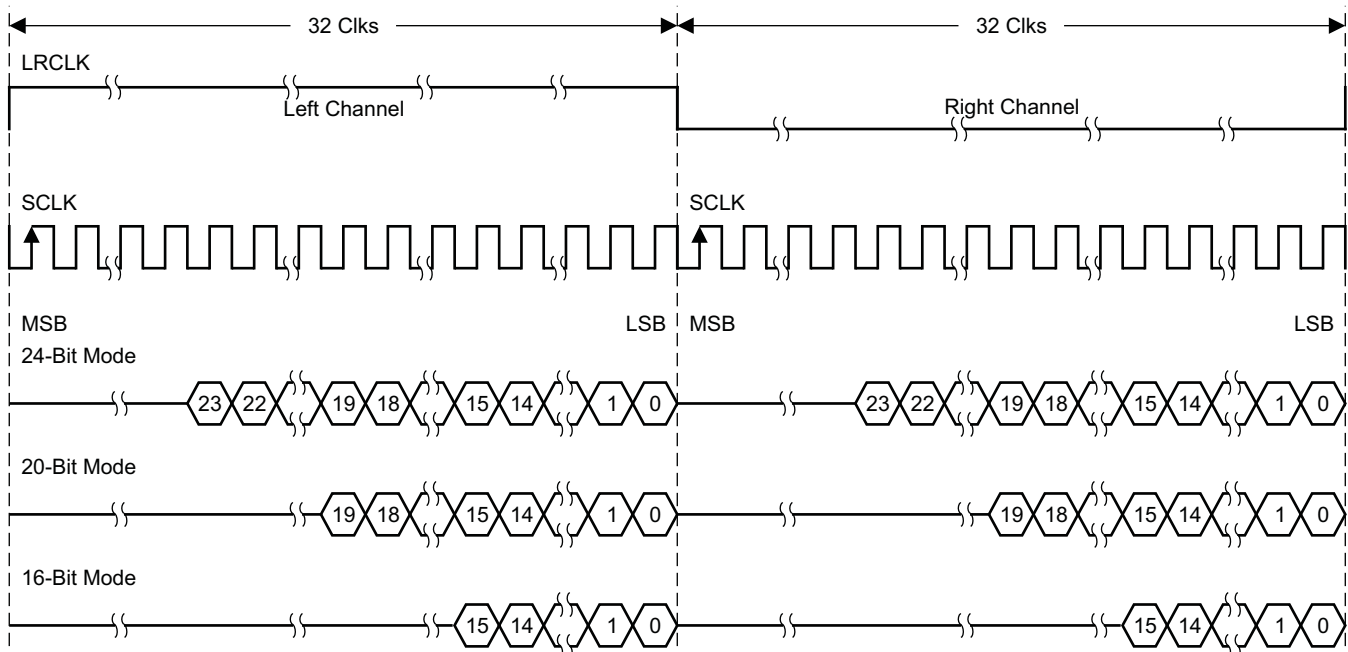 32 Clks 32 Clks
LRCLK
Left Channel Right Channel
SCLK SCLK
MSB LSB MSB LSB
24-Bit Mode
23 22 19 18 15 14 1 0 23 22 19 18 15 14 1 0
20-Bit Mode
19 18 15 14 1 0 19 18 15 14 1 0
16-Bit Mode
15 14 1 0 15 14 1 0